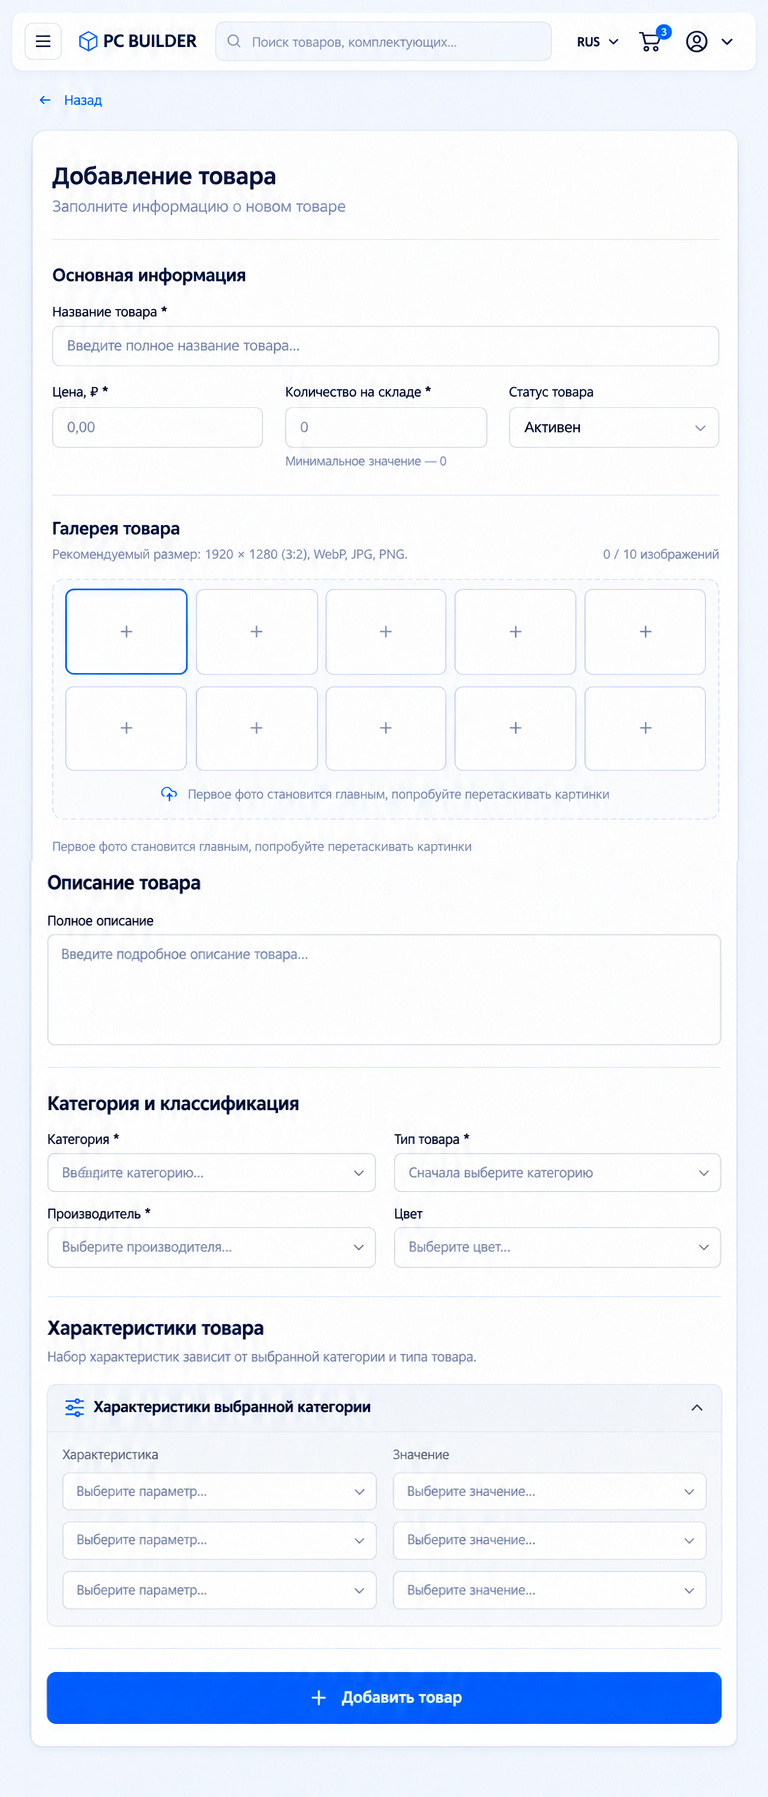 PC BUILDER
Поиск товаров, комплектующих...
RUS
3
Назад
Добавление товара
Заполните информацию о новом товаре
Основная информация
Название товара *
Введите полное название товара...
Цена, ₽ * Количество на складе * Статус товара
0,00 0 Активен
Минимальное значение — 0
Галерея товара
Рекомендуемый размер: 1920 × 1280 (3:2), WebP, JPG, PNG. 0 / 10 изображений
Первое фото становится главным, попробуйте перетаскивать картинки
Первое фото становится главным, попробуйте перетаскивать картинки
Описание товара
Полное описание
Введите подробное описание товара...
Категория и классификация
Категория * Тип товара *
категорию... Сначала выберите категорию
Производитель * Цвет
Выберите производителя... Выберите цвет...
Характеристики товара
Набор характеристик зависит от выбранной категории и типа товара.
Характеристики выбранной категории
Характеристика Значение
Выберите параметр... Выберите значение...
Выберите параметр... Выберите значение...
Выберите параметр... Выберите значение...
Добавить товар